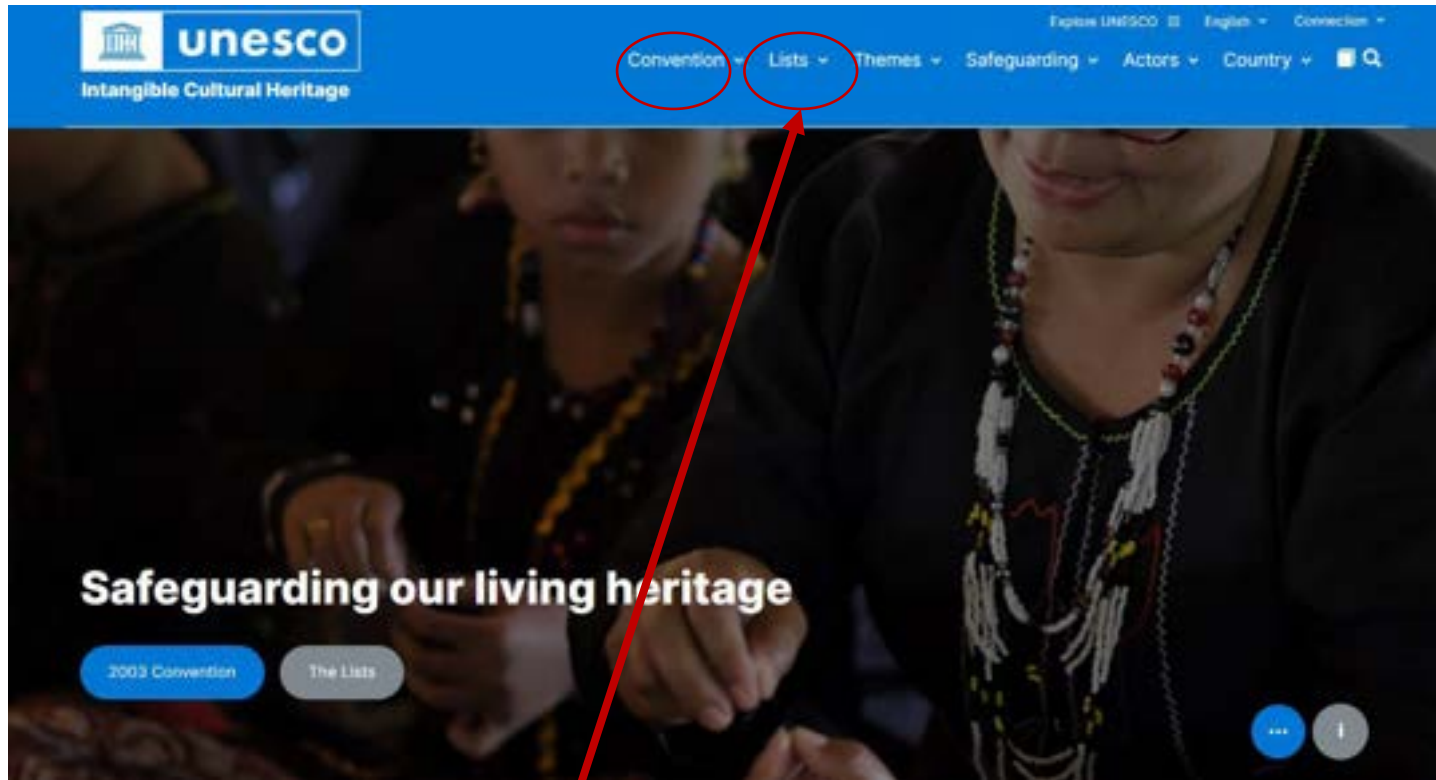 Explore UNESCO English Connection
unesco
Intangible Cultural Heritage
Convention Lists Themes Safeguarding Actors Country
Safeguarding our living heritage
2003 Convention The Lists
... i